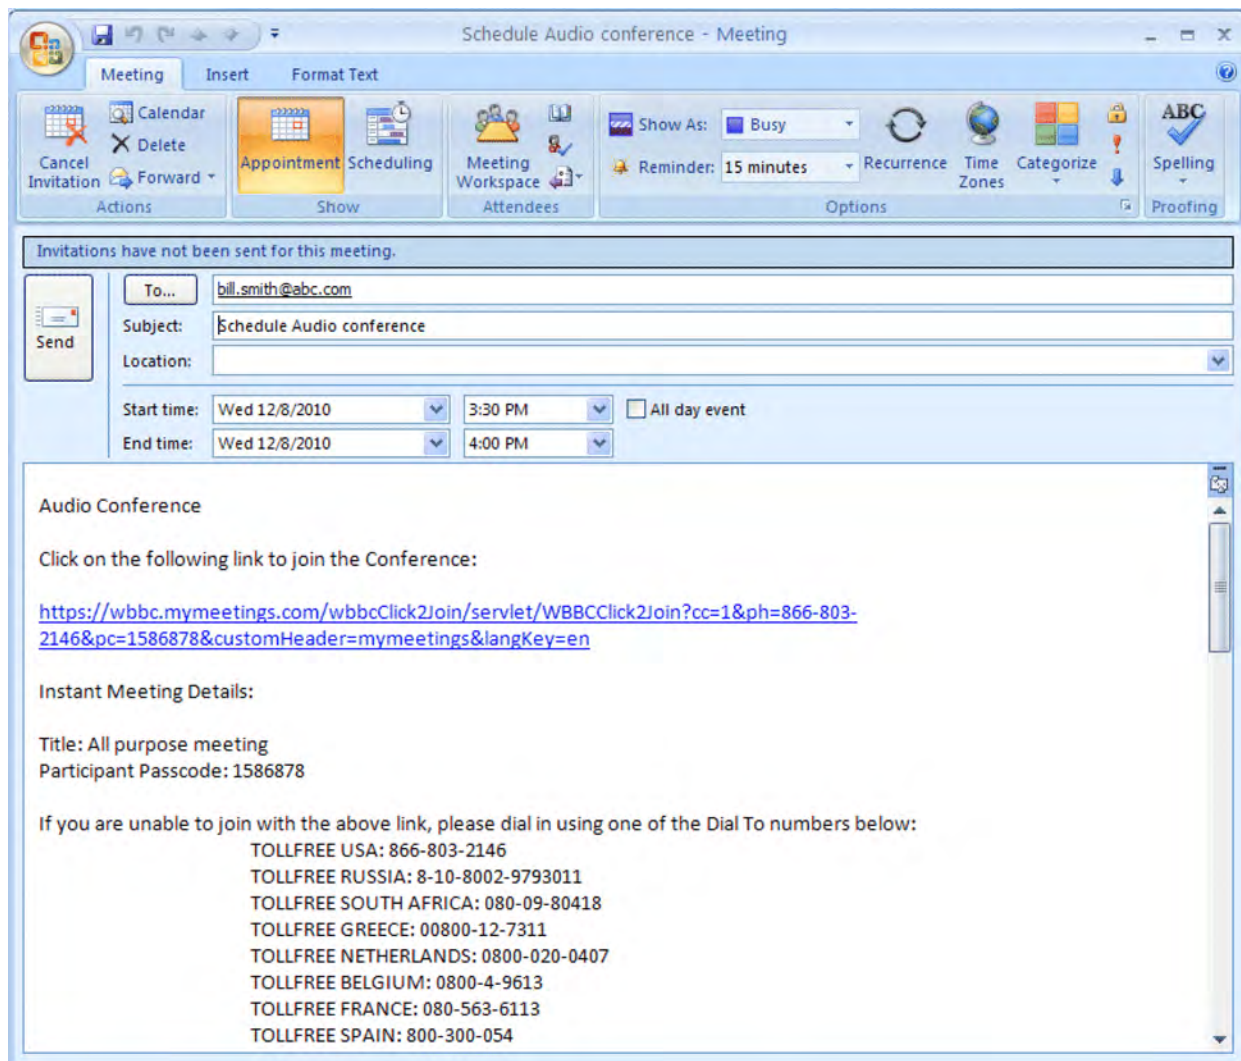 Schedule Audio conference - Meeting
Meeting Insert Format Text
Cancel Invitation
Calendar
Delete
Forward
Actions
Appointment
Scheduling
Show
Meeting Workspace
Attendees
Show As: Busy
Reminder: 15 minutes
Recurrence
Time Zones
Categorize
Options
ABC
Spelling
Proofing
Invitations have not been sent for this meeting.
Send
To... bill.smith@abc.com
Subject: Schedule Audio conference
Location:
Start time: Wed 12/8/2010 3:30 PM All day event
End time: Wed 12/8/2010 4:00 PM
Audio Conference
Click on the following link to join the Conference:
https://wbbc.mymeetings.com/wbbcClick2Join/servlet/WBBCClick2Join?cc=1&ph=866-803-
2146&pc=1586878&customHeader=mymeetings&langKey=en
Instant Meeting Details:
Title: All purpose meeting
Participant Passcode: 1586878
If you are unable to join with the above link, please dial in using one of the Dial To numbers below:
TOLLFREE USA: 866-803-2146
TOLLFREE RUSSIA: 8-10-8002-9793011
TOLLFREE SOUTH AFRICA: 080-09-80418
TOLLFREE GREECE: 00800-12-7311
TOLLFREE NETHERLANDS: 0800-020-0407
TOLLFREE BELGIUM: 0800-4-9613
TOLLFREE FRANCE: 080-563-6113
TOLLFREE SPAIN: 800-300-054